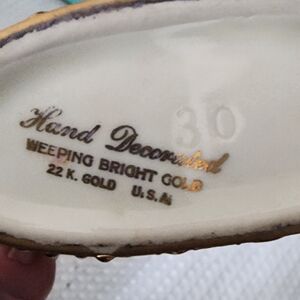 30
Hand Decorated
WEEPING BRIGHT GOLD
22 K. GOLD U.S.A